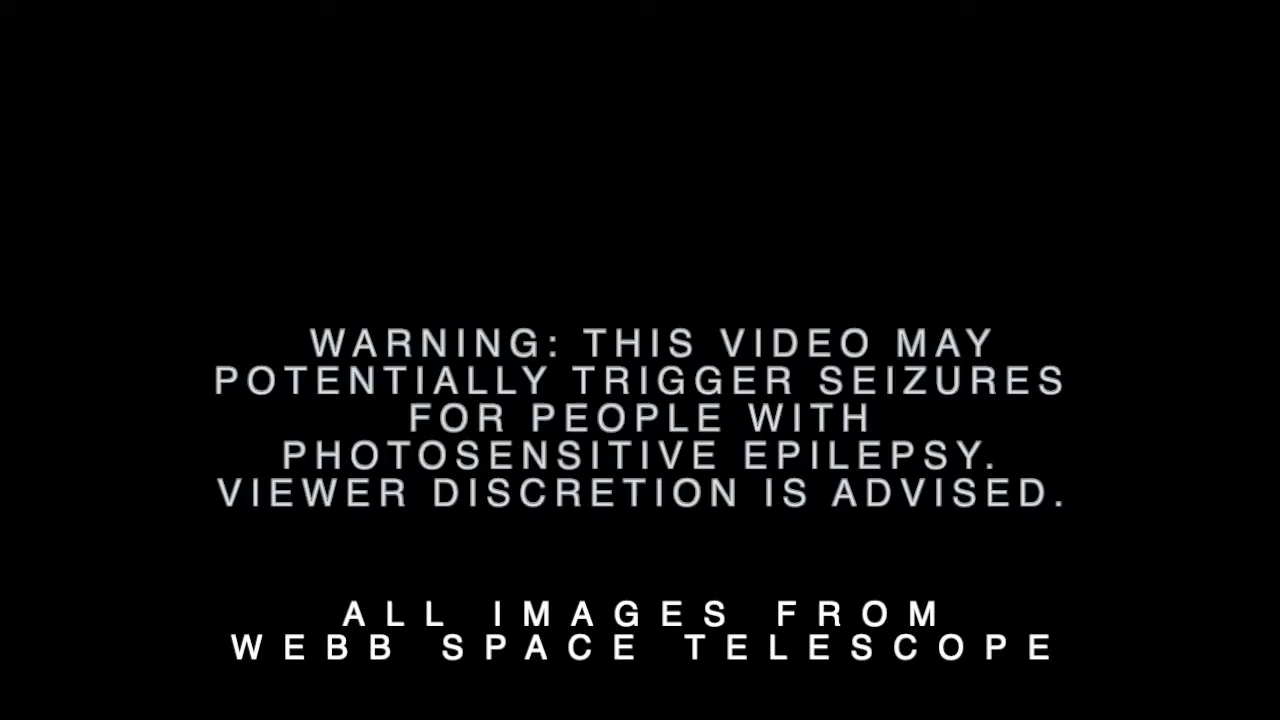 WARNING: THIS VIDEO MAY
POTENTIALLY TRIGGER SEIZURES
FOR PEOPLE WITH
PHOTOSENSITIVE EPILEPSY.
VIEWER DISCRETION IS ADVISED.
ALL IMAGES FROM
WEBB SPACE TELESCOPE